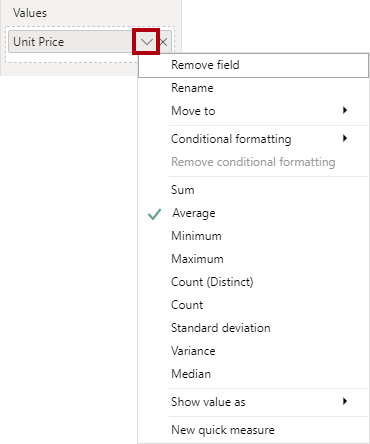 Values
Unit Price
Remove field
Rename
Move to
Conditional formatting
Remove conditional formatting
Sum
Average
Minimum
Maximum
Count (Distinct)
Count
Standard deviation
Variance
Median
Show value as
New quick measure